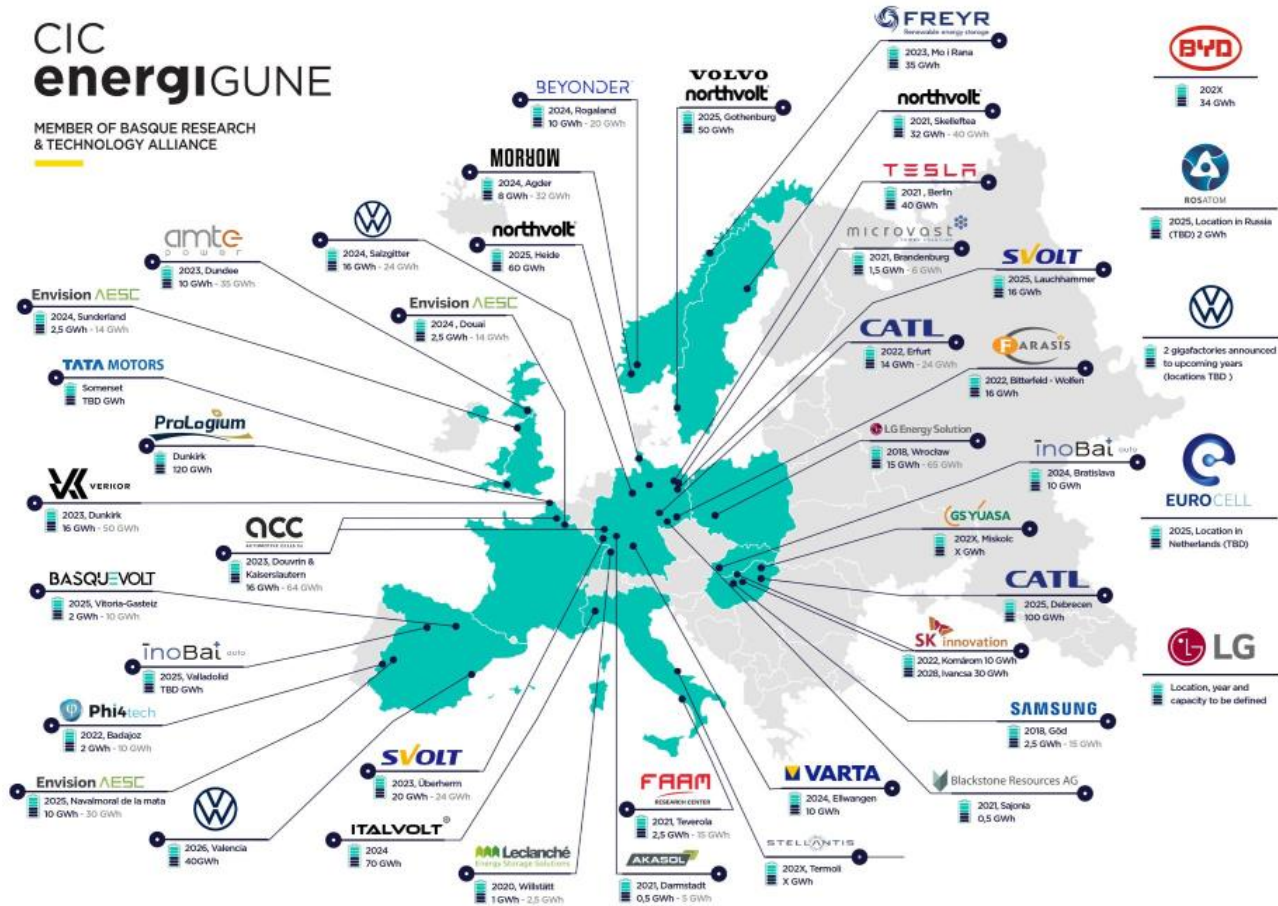 CIC
energiGUNE
MEMBER OF BASQUE RESEARCH
& TECHNOLOGY ALLIANCE
FREYR
Renewable energy storage
2023, Mo i Rana
35 GWh
BYD
202X
34 GWh
BEYONDER
2024, Rogaland
10 GWh - 20 GWh
VOLVO
northvolt
2025, Gothenburg
50 GWh
northvolt
2021, Skelleftea
32 GWh - 40 GWh
MORROW
2024, Agder
8 GWh - 32 GWh
TESLA
2021 , Berlin
40 GWh
ROSATOM
2025, Location in Russia
(TBD) 2 GWh
2024, Salzgitter
16 GWh - 24 GWh
northvolt
2025, Heide
60 GWh
microvast
2021, Brandenburg
1,5 GWh - 6 GWh
SVOLT
2025, Lauchhammer
16 GWh
amte
power
2023, Dundee
10 GWh - 35 GWh
Envision AESC
2024, Sunderland
2,5 GWh - 14 GWh
Envision AESC
2024 , Douai
2,5 GWh - 14 GWh
CATL
2022, Erfurt
14 GWh - 24 GWh
FARASIS
2022, Bitterfeld - Wolfen
16 GWh
2 gigafactories announced
to upcoming years
(locations TBD )
TATA MOTORS
Somerset
TBD GWh
ProLogium
Dunkirk
120 GWh
LG Energy Solution
2018, Wrocław
15 GWh - 65 GWh
inoBat auto
2024, Bratislava
10 GWh
EUROCELL
2025, Location in
Netherlands (TBD)
VERKOR
2023, Dunkirk
16 GWh - 50 GWh
acc
AUTOMOTIVE CELLS CO
2023, Douvrin &
Kaiserslautern
16 GWh - 64 GWh
GS YUASA
202X, Miskolc
X GWh
BASQUEVOLT
2025, Vitoria-Gasteiz
2 GWh - 10 GWh
CATL
2025, Debrecen
100 GWh
inoBat auto
2025, Valladolid
TBD GWh
SK innovation
2022, Komárom 10 GWh
2028, Ivancsa 30 GWh
LG
Location, year and
capacity to be defined
Phi4tech
2022, Badajoz
2 GWh - 10 GWh
SAMSUNG
2018, Göd
2,5 GWh - 15 GWh
Envision AESC
2025, Navalmoral de la mata
10 GWh - 30 GWh
2026, Valencia
40GWh
SVOLT
2023, Überherrn
20 GWh - 24 GWh
ITALVOLT
2024
70 GWh
Leclanché
Energy Storage Solutions
2020, Willstätt
1 GWh - 2,5 GWh
FAAM
RESEARCH CENTER
2021, Teverola
2,5 GWh - 15 GWh
AKASOL
2021, Darmstadt
0,5 GWh - 5 GWh
VARTA
2024, Ellwangen
10 GWh
STELLANTIS
202X, Termoli
X GWh
Blackstone Resources AG
2021, Sajonia
0,5 GWh